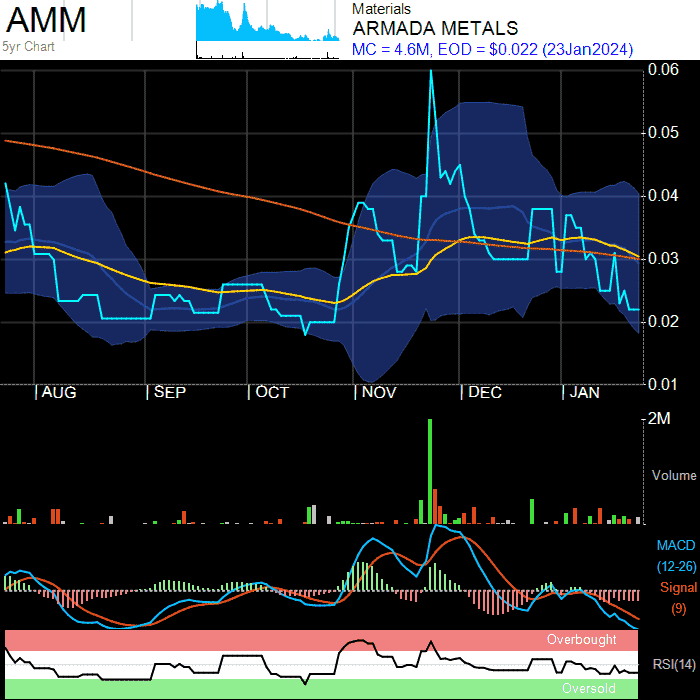 AMM
5yr Chart
Materials
ARMADA METALS
MC = 4.6M, EOD = $0.022 (23Jan2024)
0.06
0.05
0.04
0.03
0.02
0.01
AUG SEP OCT NOV DEC JAN
2M
Volume
MACD
(12-26)
Signal
(9)
Overbought
RSI(14)
Oversold